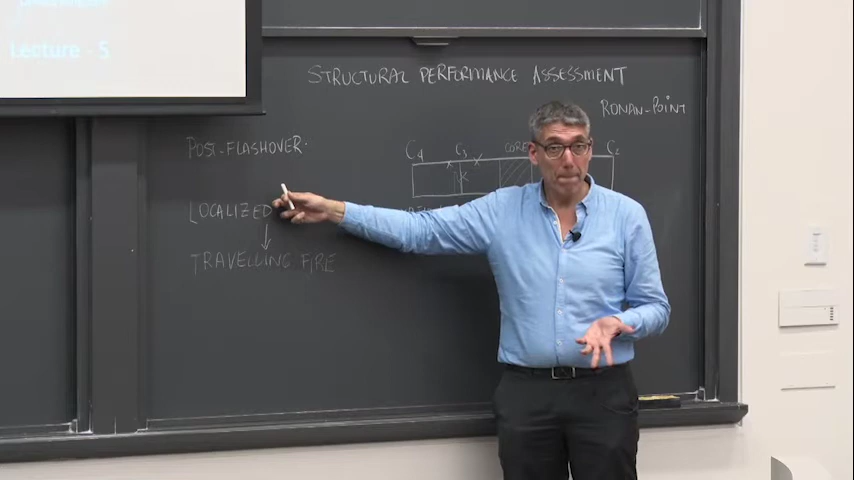 Lecture - 5
STRUCTURAL PERFORMANCE ASSESSMENT
RONAN-POINT
POST-FLASHOVER
C4 C3 CORE C2
LOCALIZED
TRAVELLING FIRE